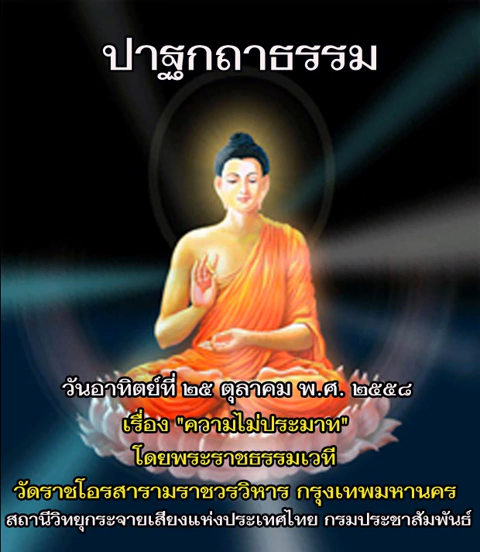 ปาฐกถาธรรม
วันอาทิตย์ที่ ๒๕ ตุลาคม พ.ศ. ๒๕๕๘
เรื่อง "ความไม่ประมาท"
โดยพระราชธรรมเวที
วัดราชโอรสารามราชวรวิหาร กรุงเทพมหานคร
สถานีวิทยุกระจายเสียงแห่งประเทศไทย กรมประชาสัมพันธ์